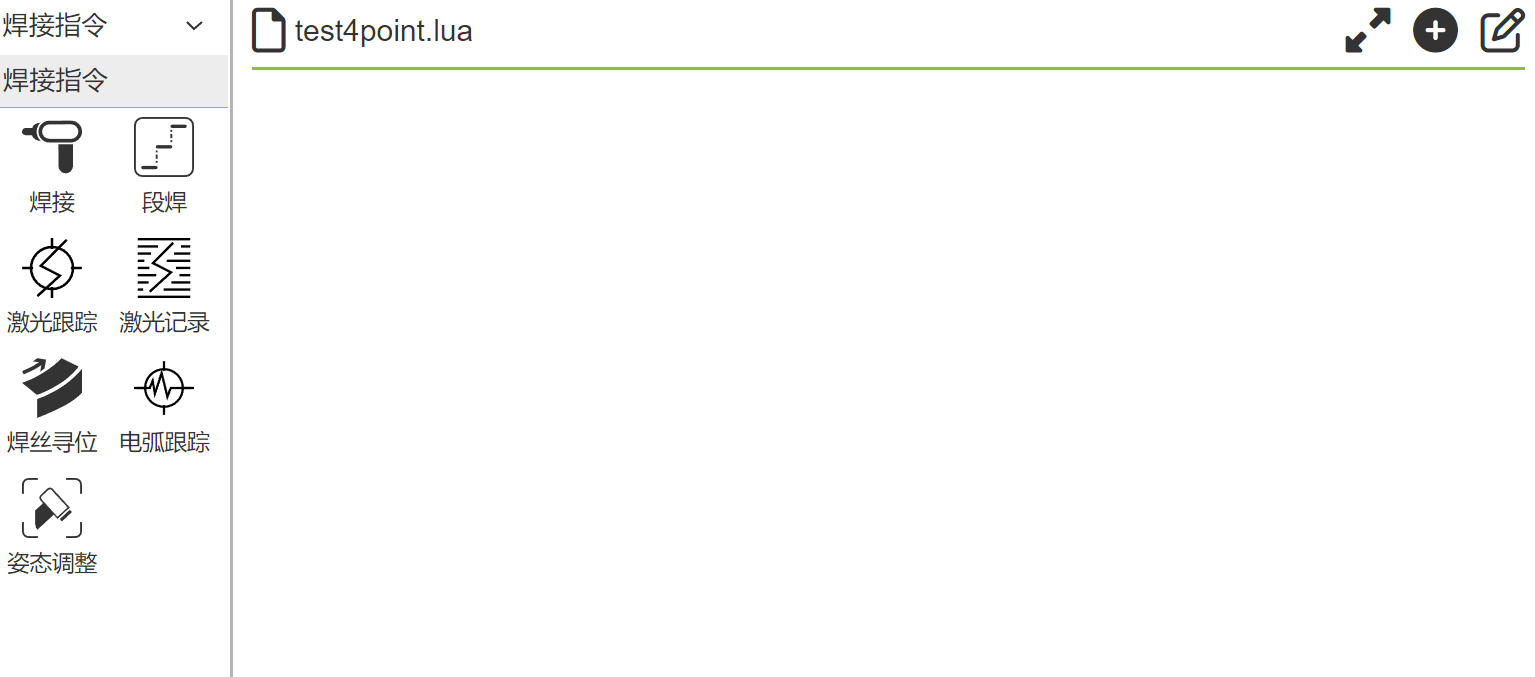 焊接指令
test4point.lua
焊接指令
焊接
段焊
激光跟踪
激光记录
焊丝寻位
电弧跟踪
姿态调整